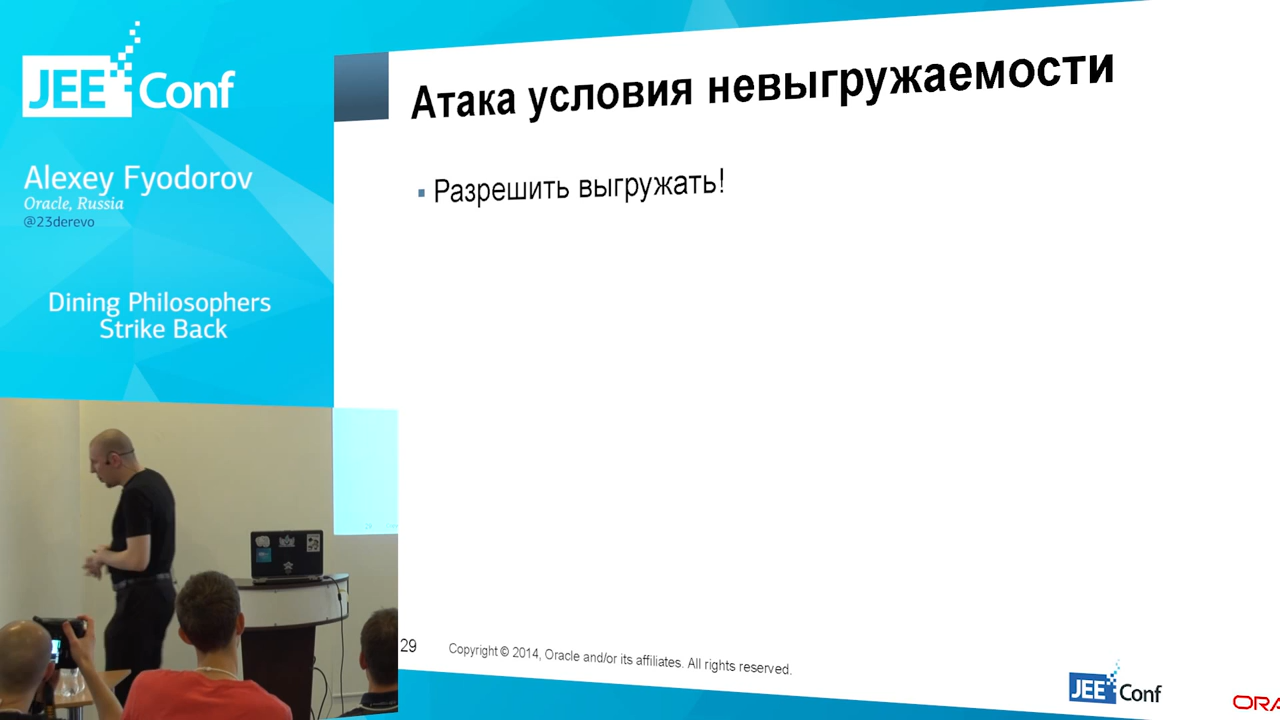 JEE Conf
Alexey Fyodorov
Oracle, Russia
@23derevo
Dining Philosophers
Strike Back
Атака условия невыгружаемости
▪ Разрешить выгружать!
29
Copyright © 2014, Oracle and/or its affiliates. All rights reserved.
JEE Conf